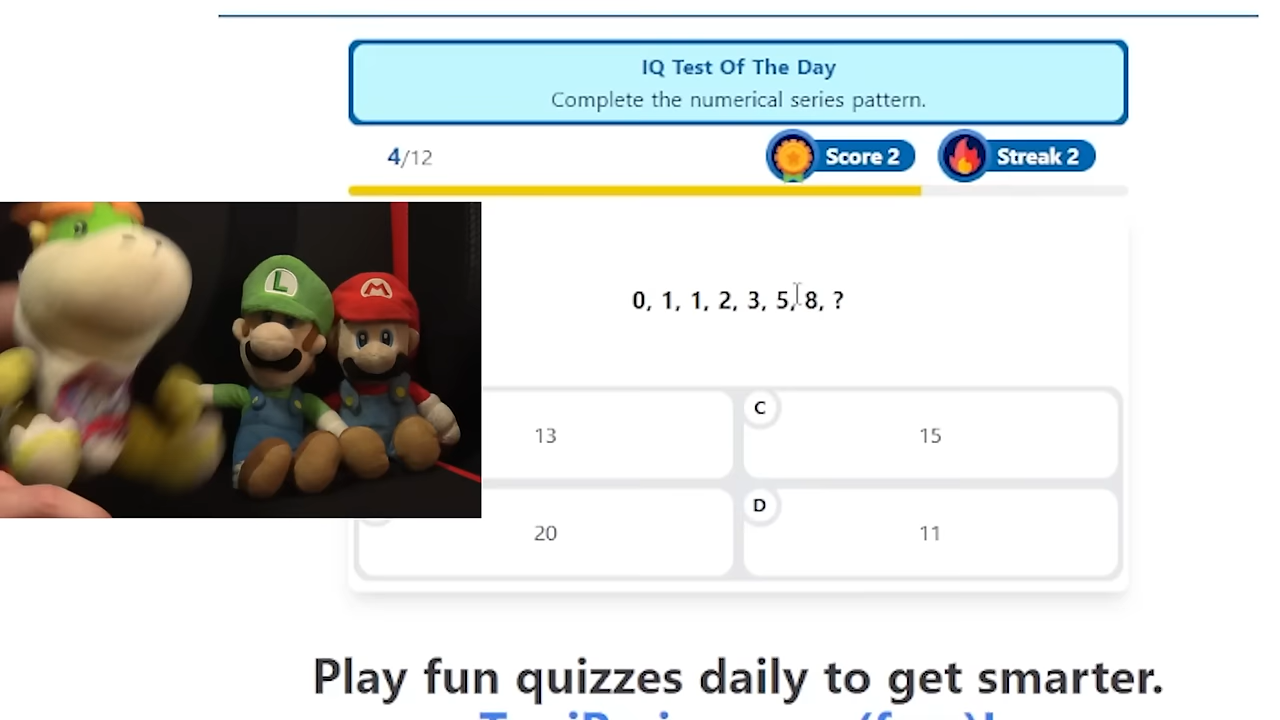 IQ Test Of The Day
Complete the numerical series pattern.
4/12
Score 2
Streak 2
L
M
0, 1, 1, 2, 3, 5, 8, ?
13
C
15
20
D
11
Play fun quizzes daily to get smarter.